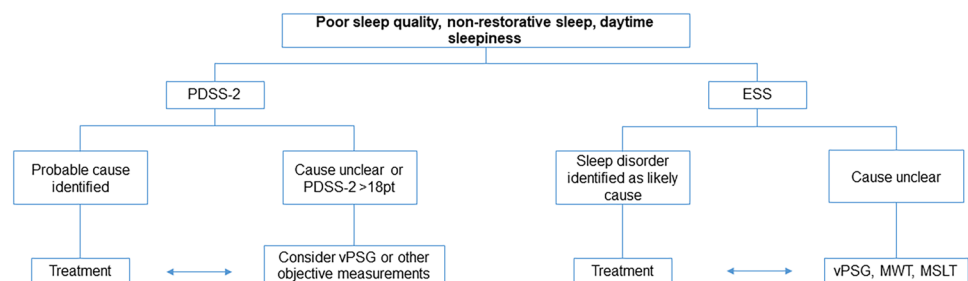 Poor sleep quality, non-restorative sleep, daytime
sleepiness
PDSS-2
ESS
Probable cause
identified
Cause unclear or
PDSS-2 >18pt
Sleep disorder
identified as likely
cause
Cause unclear
Treatment
Consider vPSG or other
objective measurements
Treatment
vPSG, MWT, MSLT